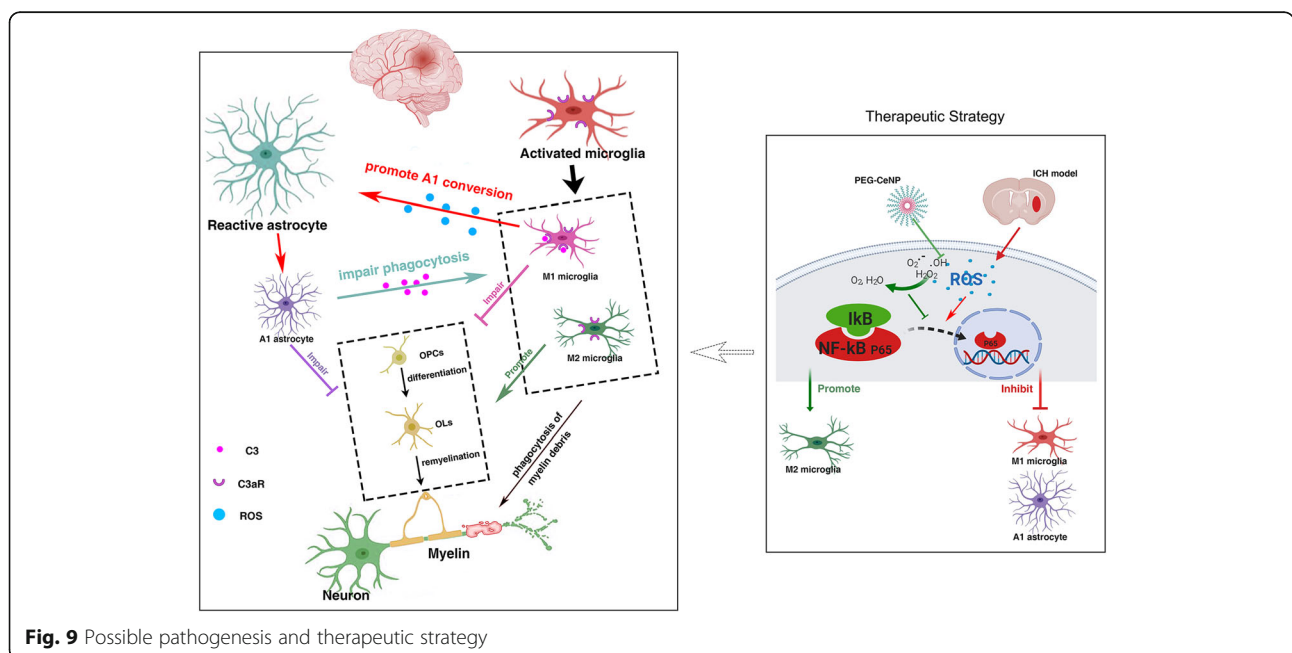 Activated microglia
promote A1 conversion
Reactive astrocyte
M1 microglia
impair phagocytosis
Impair
A1 astrocyte
M2 microglia
Impair
OPCs
differentiation
Promote
OLs
remyelination
phagocytosis of
myelin debris
C3
C3aR
ROS
Myelin
Neuron
Therapeutic Strategy
PEG-CeNP
ICH model
O₂˙⁻ ·OH
H₂O₂
O₂, H₂O
ROS
IkB
NF-kB P65
P65
Promote
Inhibit
M2 microglia
M1 microglia
A1 astrocyte
Fig. 9 Possible pathogenesis and therapeutic strategy